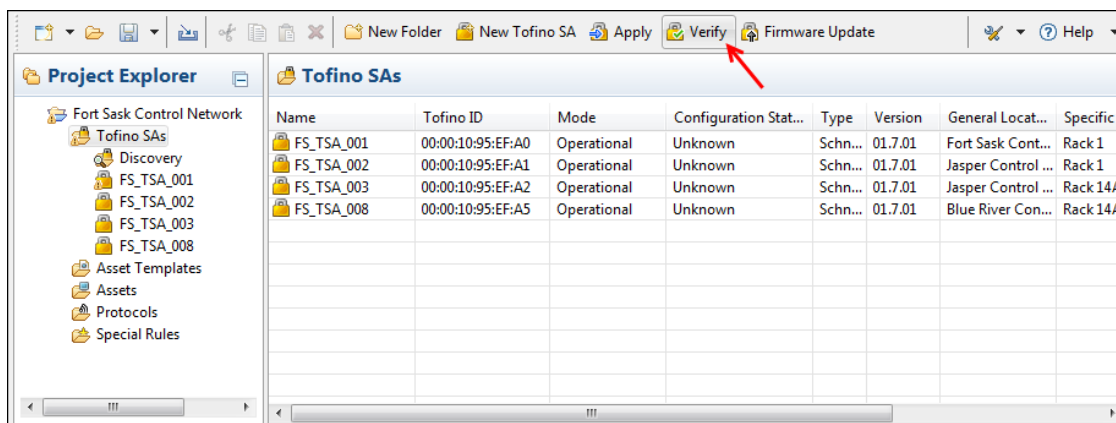 New Folder New Tofino SA Apply Verify Firmware Update Help
Project Explorer
Fort Sask Control Network
Tofino SAs
Discovery
FS_TSA_001
FS_TSA_002
FS_TSA_003
FS_TSA_008
Asset Templates
Assets
Protocols
Special Rules
Tofino SAs
Name Tofino ID Mode Configuration Stat... Type Version General Locat... Specific
FS_TSA_001 00:00:10:95:EF:A0 Operational Unknown Schn... 01.7.01 Fort Sask Cont... Rack 1
FS_TSA_002 00:00:10:95:EF:A1 Operational Unknown Schn... 01.7.01 Jasper Control ... Rack 1
FS_TSA_003 00:00:10:95:EF:A2 Operational Unknown Schn... 01.7.01 Jasper Control ... Rack 14A
FS_TSA_008 00:00:10:95:EF:A5 Operational Unknown Schn... 01.7.01 Blue River Con... Rack 14A